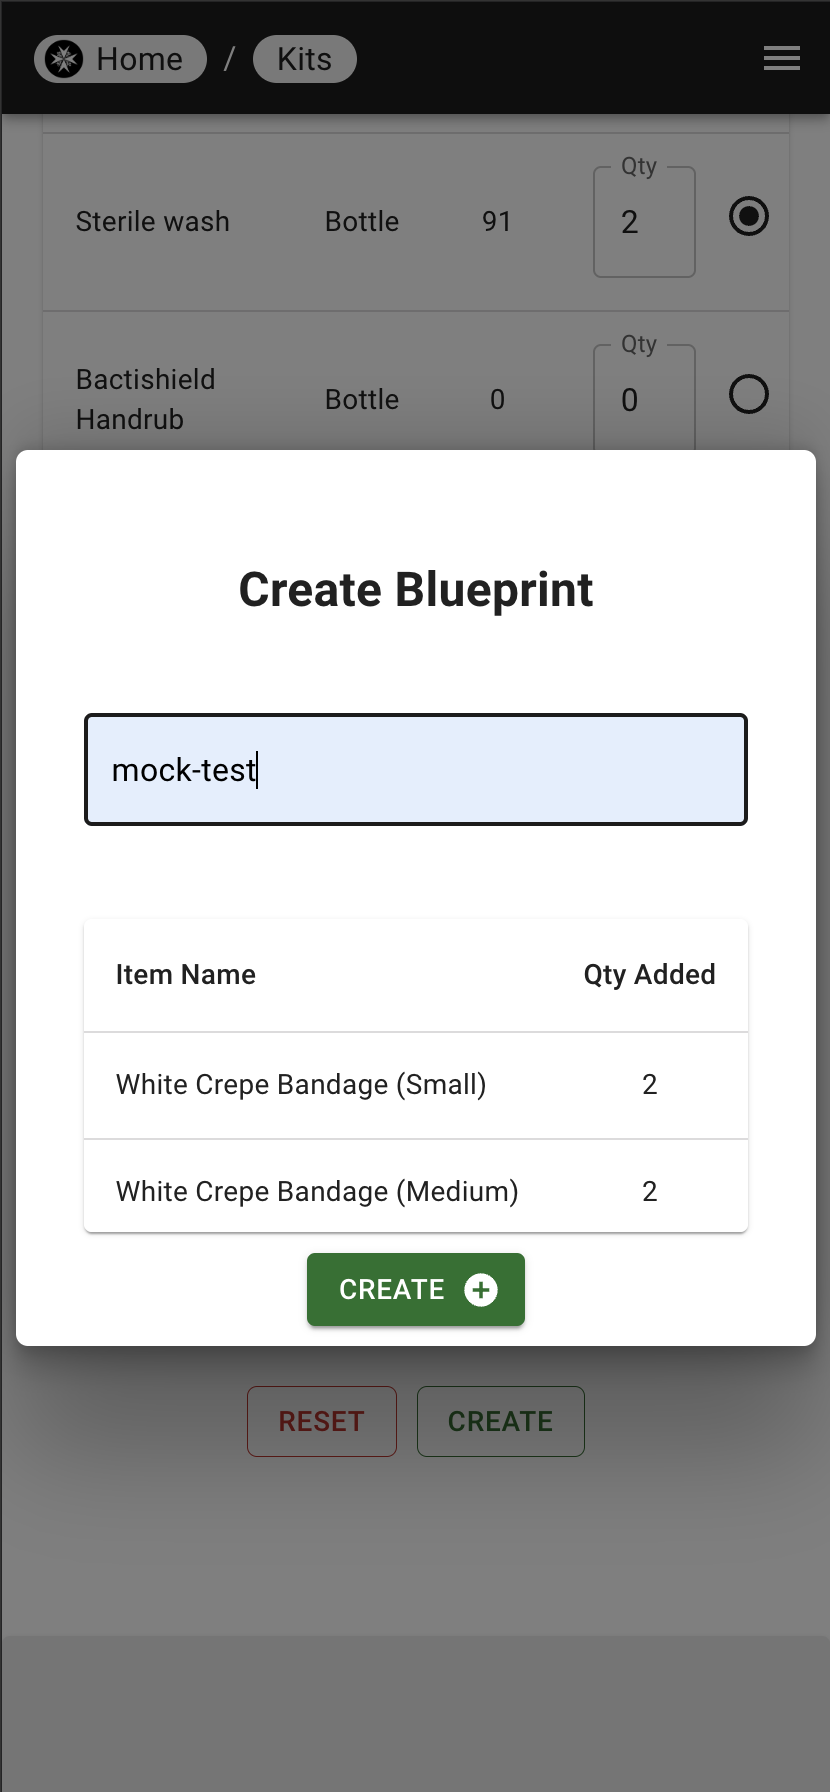 Home / Kits
Qty
Sterile wash Bottle 91 2
Qty
Bactishield
Handrub
Bottle 0 0
Create Blueprint
mock-test
Item Name Qty Added
White Crepe Bandage (Small) 2
White Crepe Bandage (Medium) 2
CREATE
RESET CREATE